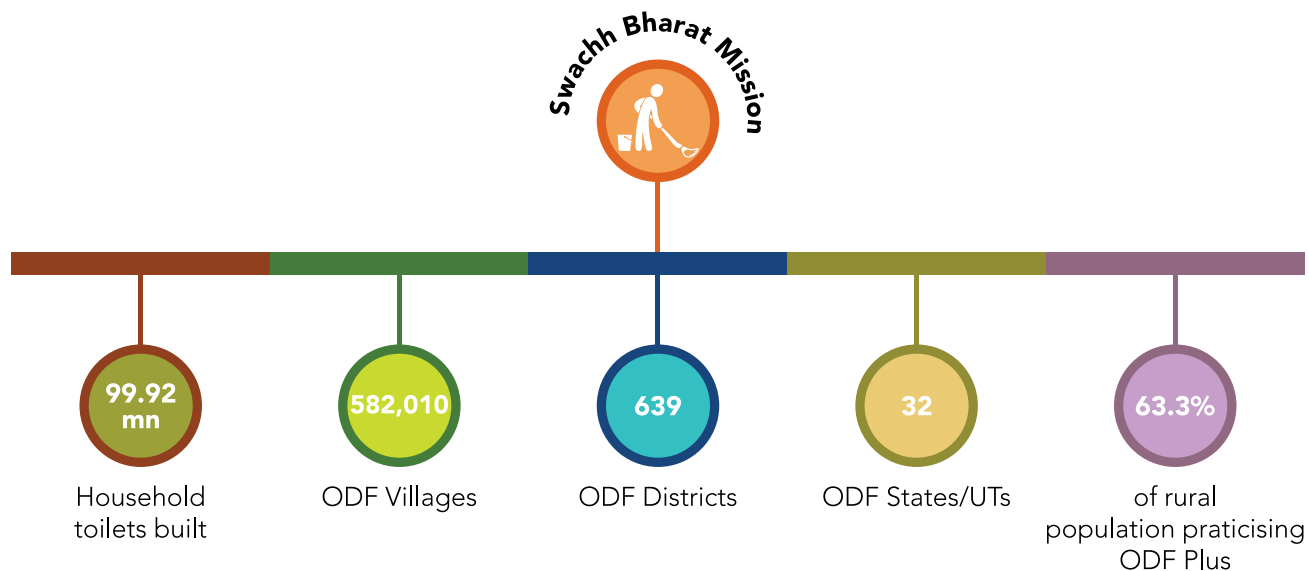 Swachh Bharat Mission
99.92
mn
582,010
639
32
63.3%
Household
toilets built
ODF Villages
ODF Districts
ODF States/UTs
of rural
population praticising
ODF Plus